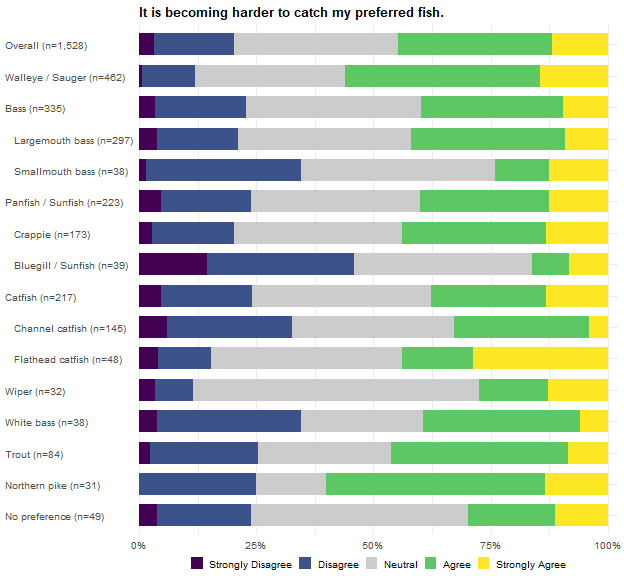 It is becoming harder to catch my preferred fish.
Overall (n=1,528)
Walleye / Sauger (n=462)
Bass (n=335)
Largemouth bass (n=297)
Smallmouth bass (n=38)
Panfish / Sunfish (n=223)
Crappie (n=173)
Bluegill / Sunfish (n=39)
Catfish (n=217)
Channel catfish (n=145)
Flathead catfish (n=48)
Wiper (n=32)
White bass (n=38)
Trout (n=84)
Northern pike (n=31)
No preference (n=49)
0% 25% 50% 75% 100%
Strongly Disagree Disagree Neutral Agree Strongly Agree